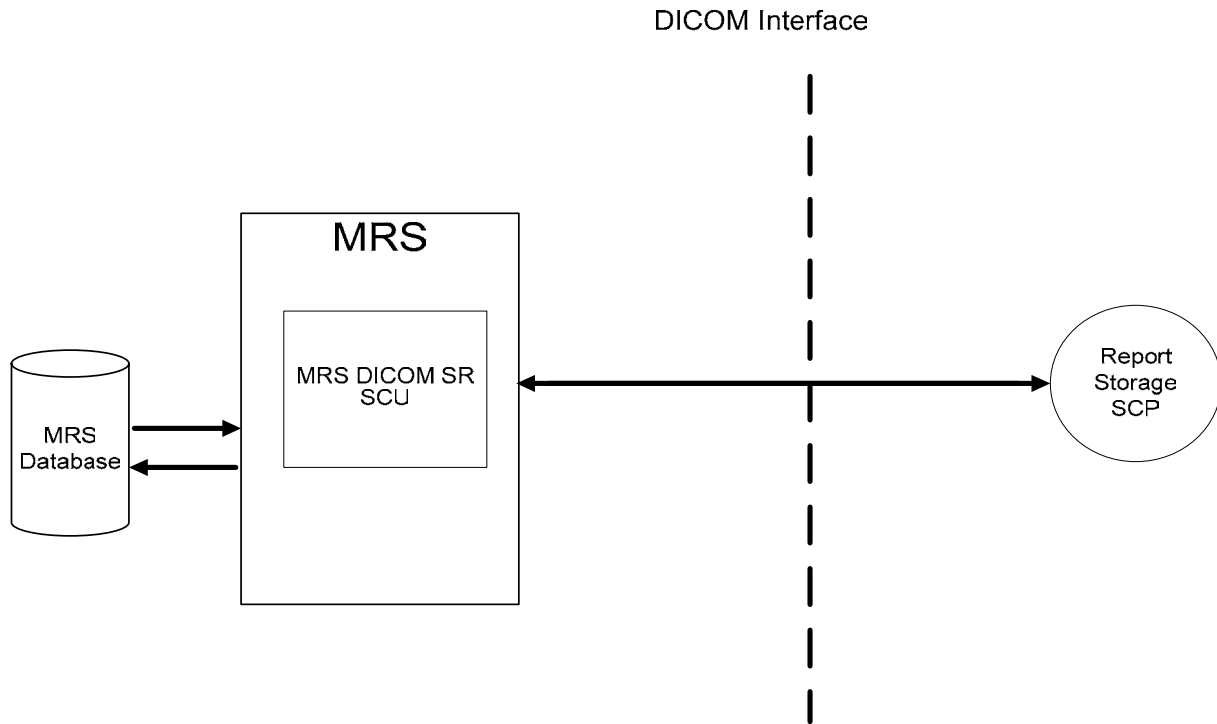 DICOM Interface
MRS
MRS DICOM SR
SCU
MRS
Database
Report
Storage
SCP